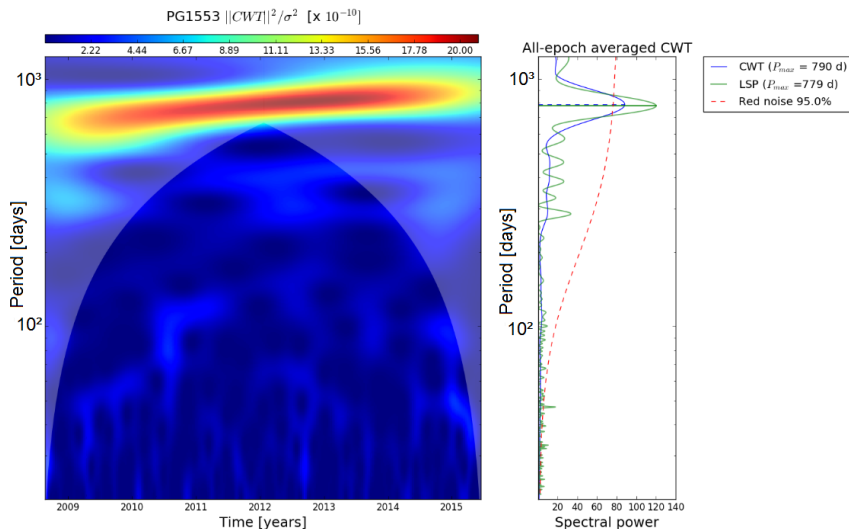 PG1553 ||CWT||²/σ² [x 10⁻¹⁰]
2.22 4.44 6.67 8.89 11.11 13.33 15.56 17.78 20.00
10³
10²
Period [days]
2009 2010 2011 2012 2013 2014 2015
Time [years]
All-epoch averaged CWT
10³
10²
Period [days]
20 40 60 80 100 120 140
Spectral power
CWT (P_max = 790 d)
LSP (P_max =779 d)
Red noise 95.0%